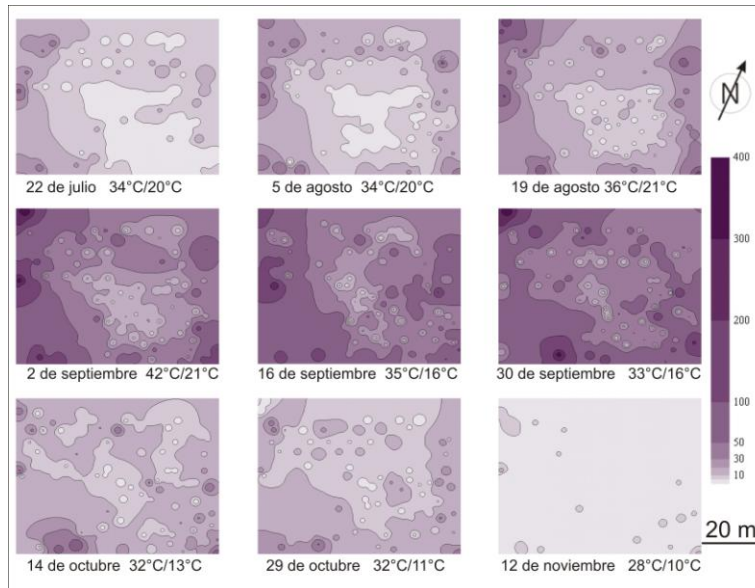 22 de julio 34°C/20°C
5 de agosto 34°C/20°C
19 de agosto 36°C/21°C
N
400
300
200
100
50
30
10
2 de septiembre 42°C/21°C
16 de septiembre 35°C/16°C
30 de septiembre 33°C/16°C
14 de octubre 32°C/13°C
29 de octubre 32°C/11°C
12 de noviembre 28°C/10°C
20 m